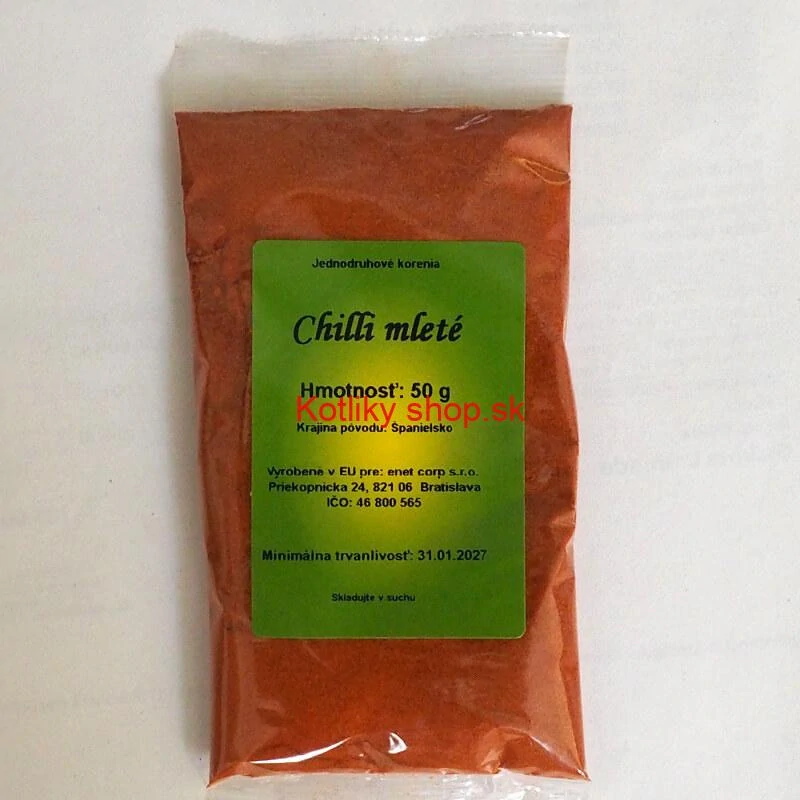 Jednodruhové korenia
Chilli mleté
Hmotnosť: 50 g
Kotliky shop.sk
Krajina pôvodu: Španielsko
Vyrobené v EU pre: enet corp s.r.o.
Priekopnicka 24, 821 06 Bratislava
IČO: 46 800 565
Minimálna trvanlivosť: 31.01.2027
Skladujte v suchu